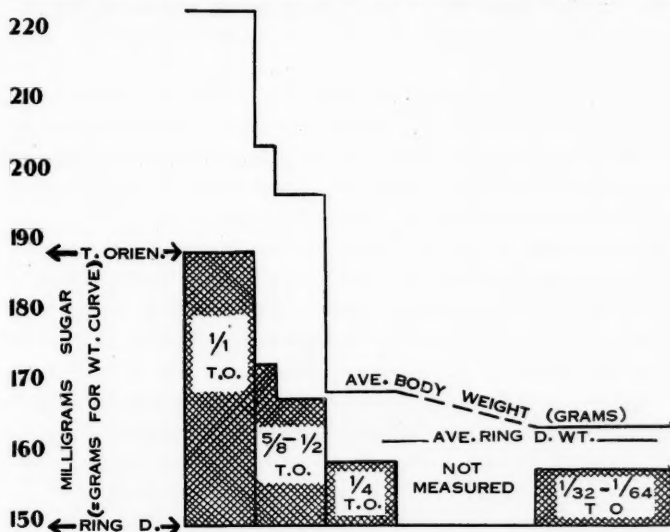 220
210
200
190
180
170
160
150
MILLIGRAMS SUGAR
(=GRAMS FOR WT. CURVE)
T. ORIEN.
RING D.
1/1
T.O.
5/8-1/2
T.O.
1/4
T.O.
AVE. BODY WEIGHT (GRAMS)
AVE. RING D. WT.
NOT
MEASURED
1/32-1/64
T O